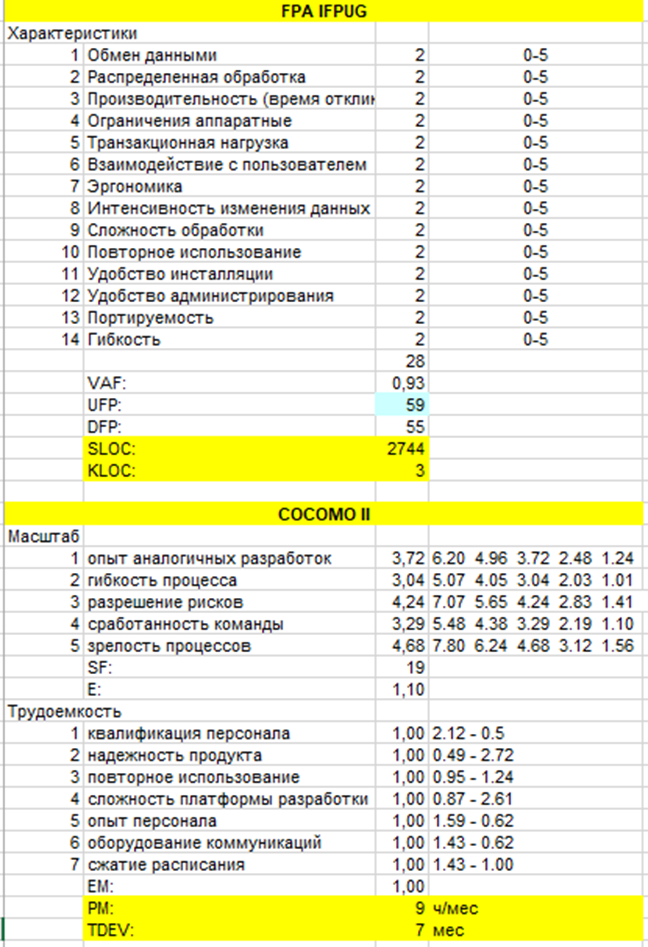 FPA IFPUG
Характеристики
1 Обмен данными 2 0-5
2 Распределенная обработка 2 0-5
3 Производительность (время отклик 2 0-5
4 Ограничения аппаратные 2 0-5
5 Транзакционная нагрузка 2 0-5
6 Взаимодействие с пользователем 2 0-5
7 Эргономика 2 0-5
8 Интенсивность изменения данных 2 0-5
9 Сложность обработки 2 0-5
10 Повторное использование 2 0-5
11 Удобство инсталляции 2 0-5
12 Удобство администрирования 2 0-5
13 Портируемость 2 0-5
14 Гибкость 2 0-5
28
VAF: 0,93
UFP: 59
DFP: 55
SLOC: 2744
KLOC: 3
COCOMO II
Масштаб
1 опыт аналогичных разработок 3,72 6.20 4.96 3.72 2.48 1.24
2 гибкость процесса 3,04 5.07 4.05 3.04 2.03 1.01
3 разрешение рисков 4,24 7.07 5.65 4.24 2.83 1.41
4 сработанность команды 3,29 5.48 4.38 3.29 2.19 1.10
5 зрелость процессов 4,68 7.80 6.24 4.68 3.12 1.56
SF: 19
E: 1,10
Трудоемкость
1 квалификация персонала 1,00 2.12 - 0.5
2 надежность продукта 1,00 0.49 - 2.72
3 повторное использование 1,00 0.95 - 1.24
4 сложность платформы разработки 1,00 0.87 - 2.61
5 опыт персонала 1,00 1.59 - 0.62
6 оборудование коммуникаций 1,00 1.43 - 0.62
7 сжатие расписания 1,00 1.43 - 1.00
EM: 1,00
PM: 9 ч/мес
TDEV: 7 мес